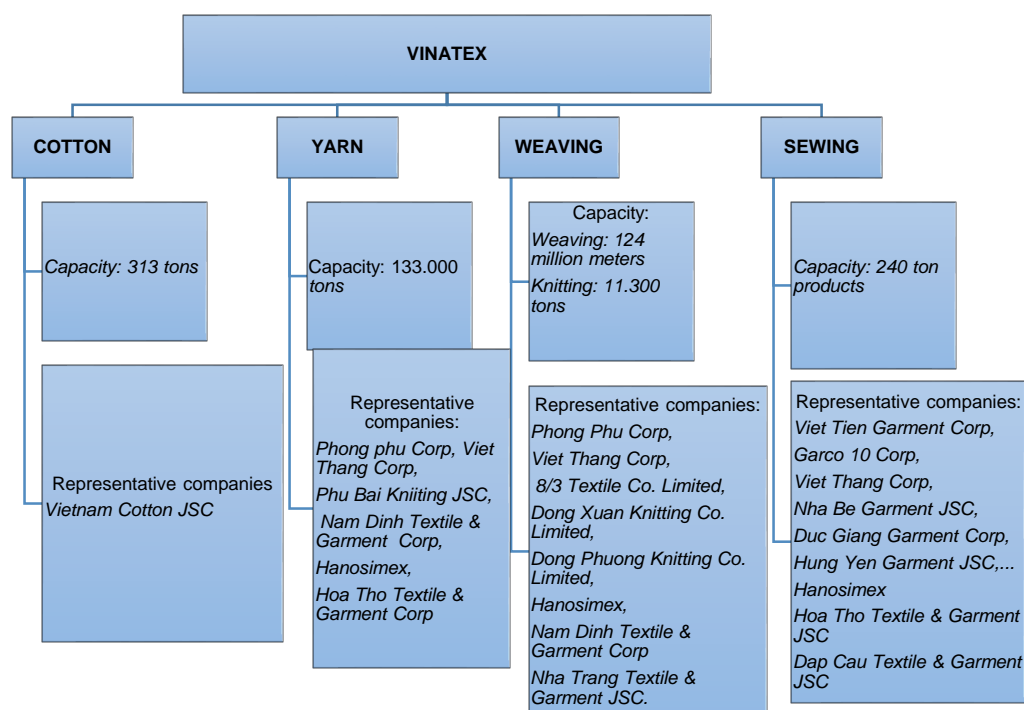 VINATEX
COTTON
YARN
WEAVING
SEWING
Capacity: 313 tons
Capacity: 133.000
tons
Capacity:
Weaving: 124
million meters
Knitting: 11.300
tons
Capacity: 240 ton
products
Representative companies
Vietnam Cotton JSC
Representative
companies:
Phong phu Corp, Viet
Thang Corp,
Phu Bai Kniiting JSC,
Nam Dinh Textile &
Garment Corp,
Hanosimex,
Hoa Tho Textile &
Garment Corp
Representative companies:
Phong Phu Corp,
Viet Thang Corp,
8/3 Textile Co. Limited,
Dong Xuan Knitting Co.
Limited,
Dong Phuong Knitting Co.
Limited,
Hanosimex,
Nam Dinh Textile &
Garment Corp
Nha Trang Textile &
Garment JSC.
Representative companies:
Viet Tien Garment Corp,
Garco 10 Corp,
Viet Thang Corp,
Nha Be Garment JSC,
Duc Giang Garment Corp,
Hung Yen Garment JSC,...
Hanosimex
Hoa Tho Textile & Garment
JSC
Dap Cau Textile & Garment
JSC